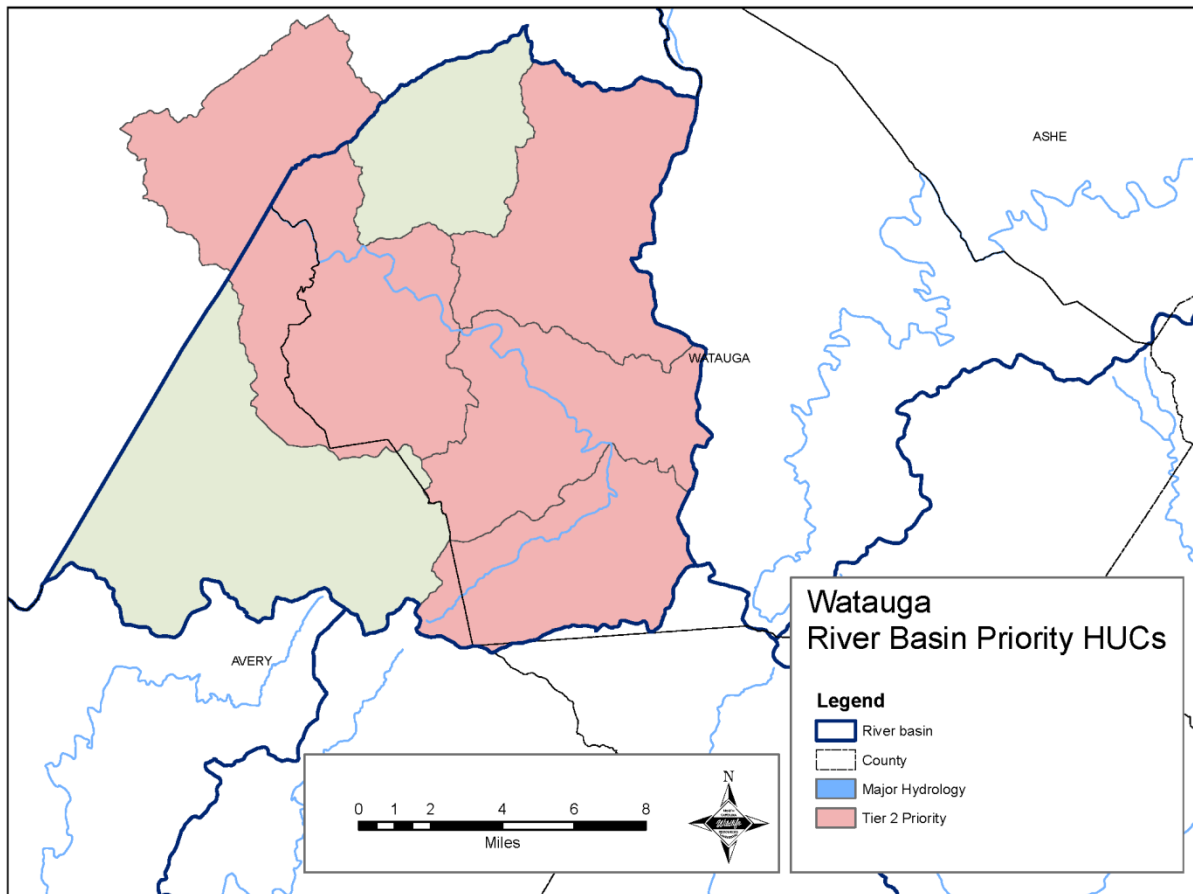 ASHE
WATAUGA
AVERY
Watauga
River Basin Priority HUCs
Legend
River basin
County
Major Hydrology
Tier 2 Priority
0 1 2 4 6 8
Miles
N
Wildlife